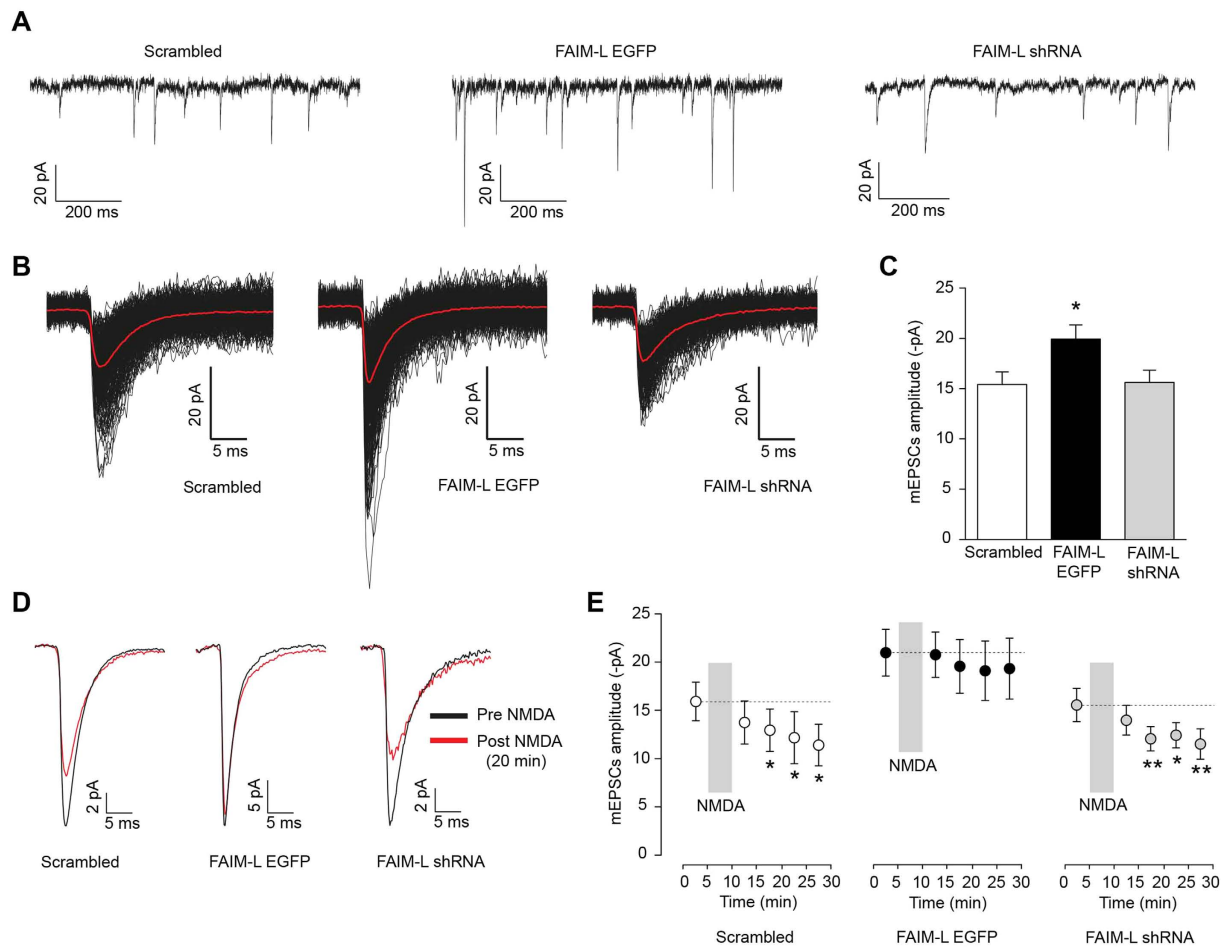 A
Scrambled
FAIM-L EGFP
FAIM-L shRNA
20 pA
200 ms
20 pA
200 ms
20 pA
200 ms
B
20 pA
5 ms
Scrambled
20 pA
5 ms
FAIM-L EGFP
20 pA
5 ms
FAIM-L shRNA
C
mEPSCs amplitude (-pA)
25
20
15
10
5
0
*
Scrambled
FAIM-L
EGFP
FAIM-L
shRNA
D
Pre NMDA
Post NMDA
(20 min)
2 pA
5 ms
Scrambled
5 pA
5 ms
FAIM-L EGFP
2 pA
5 ms
FAIM-L shRNA
E
mEPSCs amplitude (-pA)
25
20
15
10
5
0
NMDA
* * *
0 5 10 15 20 25 30
Time (min)
Scrambled
NMDA
0 5 10 15 20 25 30
Time (min)
FAIM-L EGFP
NMDA
** * **
0 5 10 15 20 25 30
Time (min)
FAIM-L shRNA